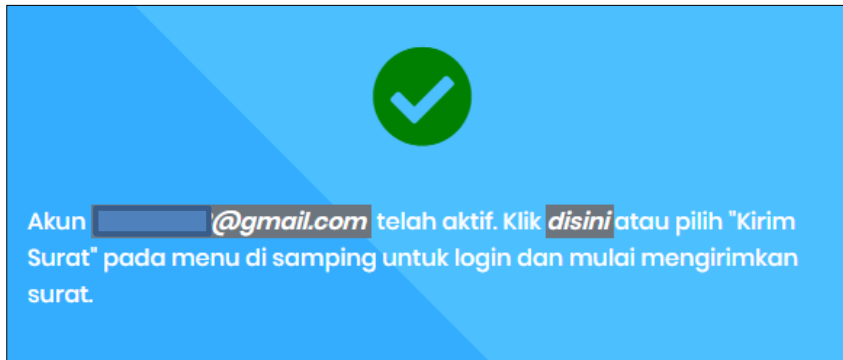 Akun @gmail.com telah aktif. Klik disini atau pilih "Kirim
Surat" pada menu di samping untuk login dan mulai mengirimkan
surat.